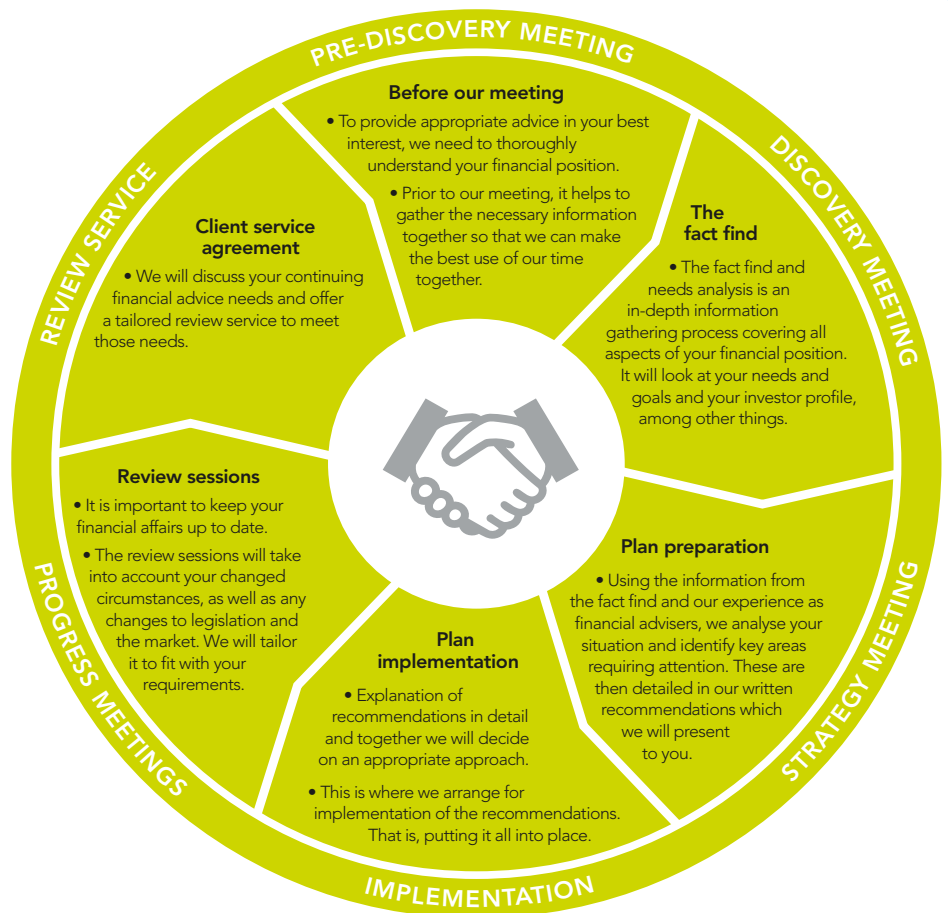 PRE-DISCOVERY MEETING
Before our meeting
• To provide appropriate advice in your best
interest, we need to thoroughly
understand your financial position.
• Prior to our meeting, it helps to
gather the necessary information
together so that we can make
the best use of our time
together.
DISCOVERY MEETING
The
fact find
• The fact find and
needs analysis is an
in-depth information
gathering process covering all
aspects of your financial position.
It will look at your needs and
goals and your investor profile,
among other things.
STRATEGY MEETING
Plan preparation
• Using the information from
the fact find and our experience as
financial advisers, we analyse your
situation and identify key areas
requiring attention. These are
then detailed in our written
recommendations which
we will present
to you.
IMPLEMENTATION
Plan
implementation
• Explanation of
recommendations in detail
and together we will decide
on an appropriate approach.
• This is where we arrange for
implementation of the recommendations.
That is, putting it all into place.
PROGRESS MEETINGS
Review sessions
• It is important to keep your
financial affairs up to date.
• The review sessions will take
into account your changed
circumstances, as well as any
changes to legislation and
the market. We will tailor
it to fit with your
requirements.
REVIEW SERVICE
Client service
agreement
• We will discuss your continuing
financial advice needs and offer
a tailored review service to meet
those needs.